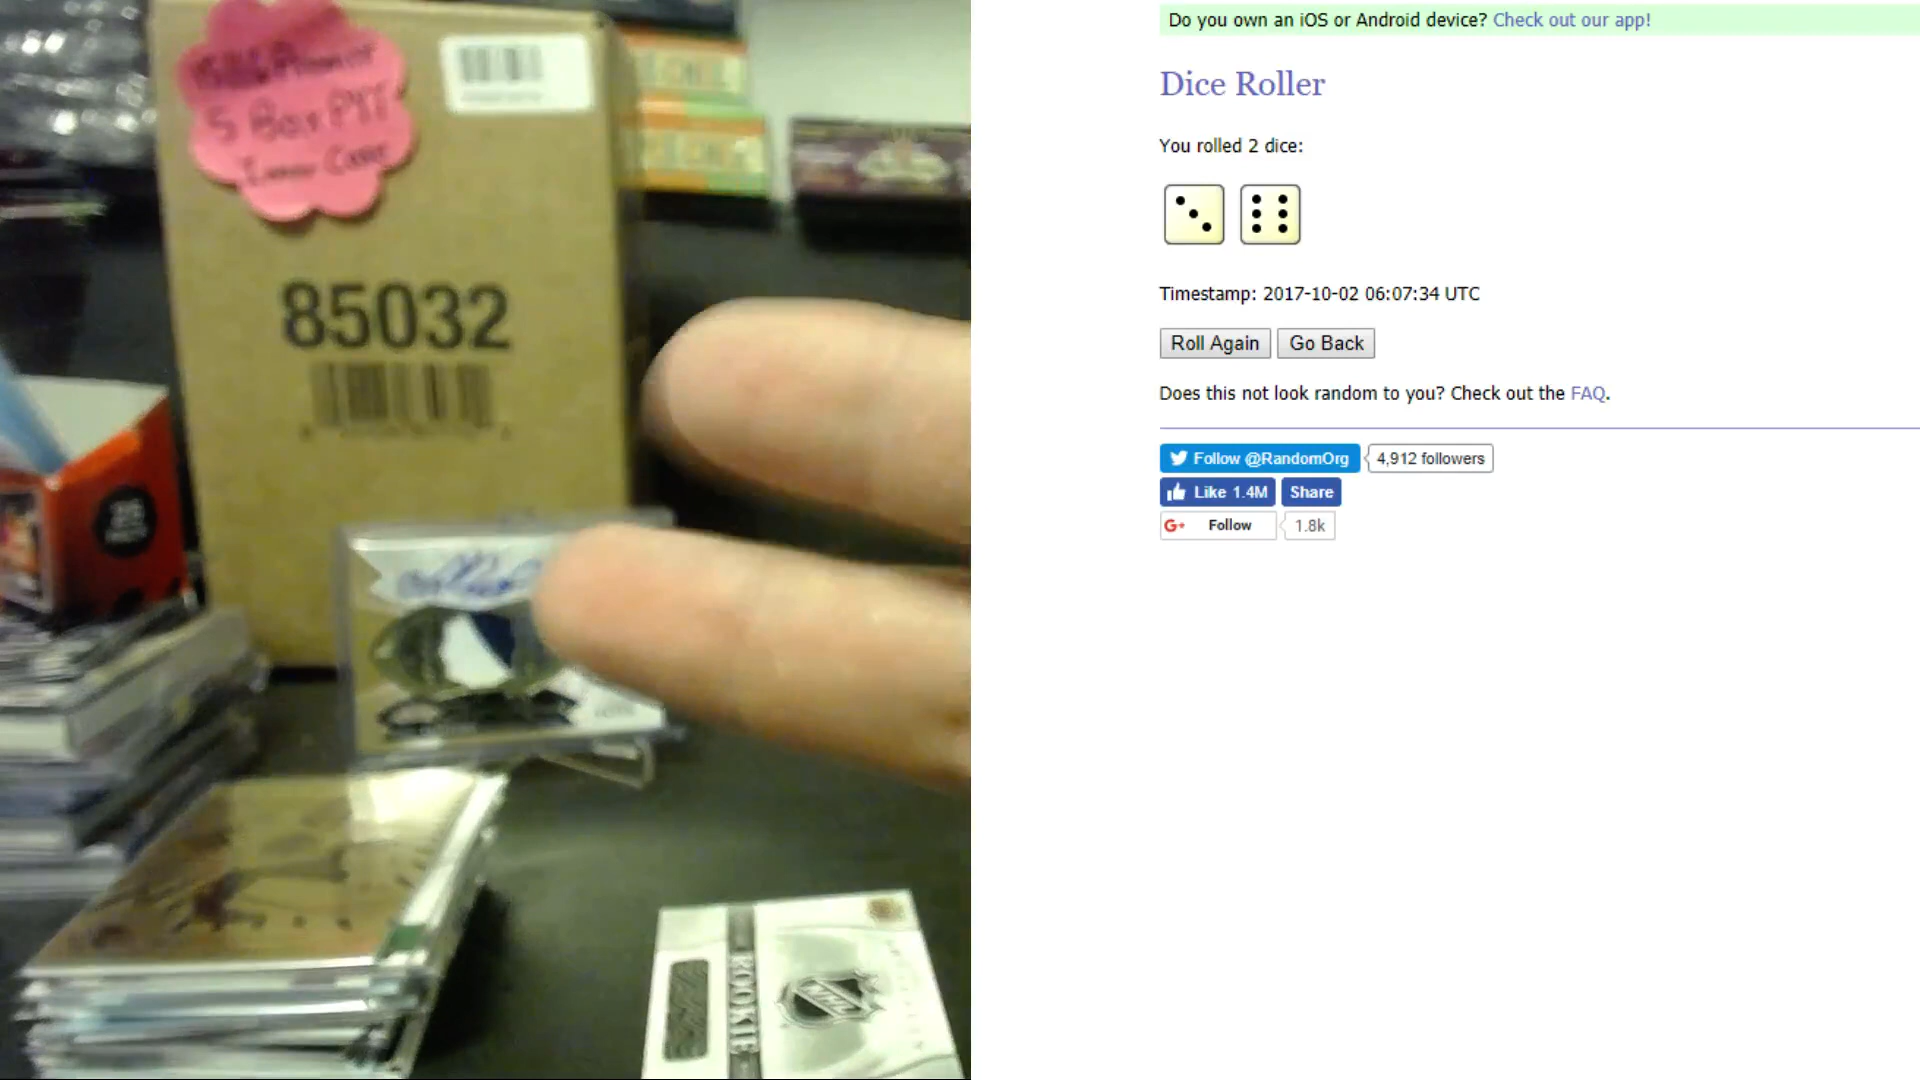 5 Box PYT
Inner Case
85032
ROOKIE
NHL
Do you own an iOS or Android device? Check out our app!
Dice Roller
You rolled 2 dice:
Timestamp: 2017-10-02 06:07:34 UTC
Roll Again Go Back
Does this not look random to you? Check out the FAQ.
Follow @RandomOrg 4,912 followers
Like 1.4M Share
G+ Follow 1.8k